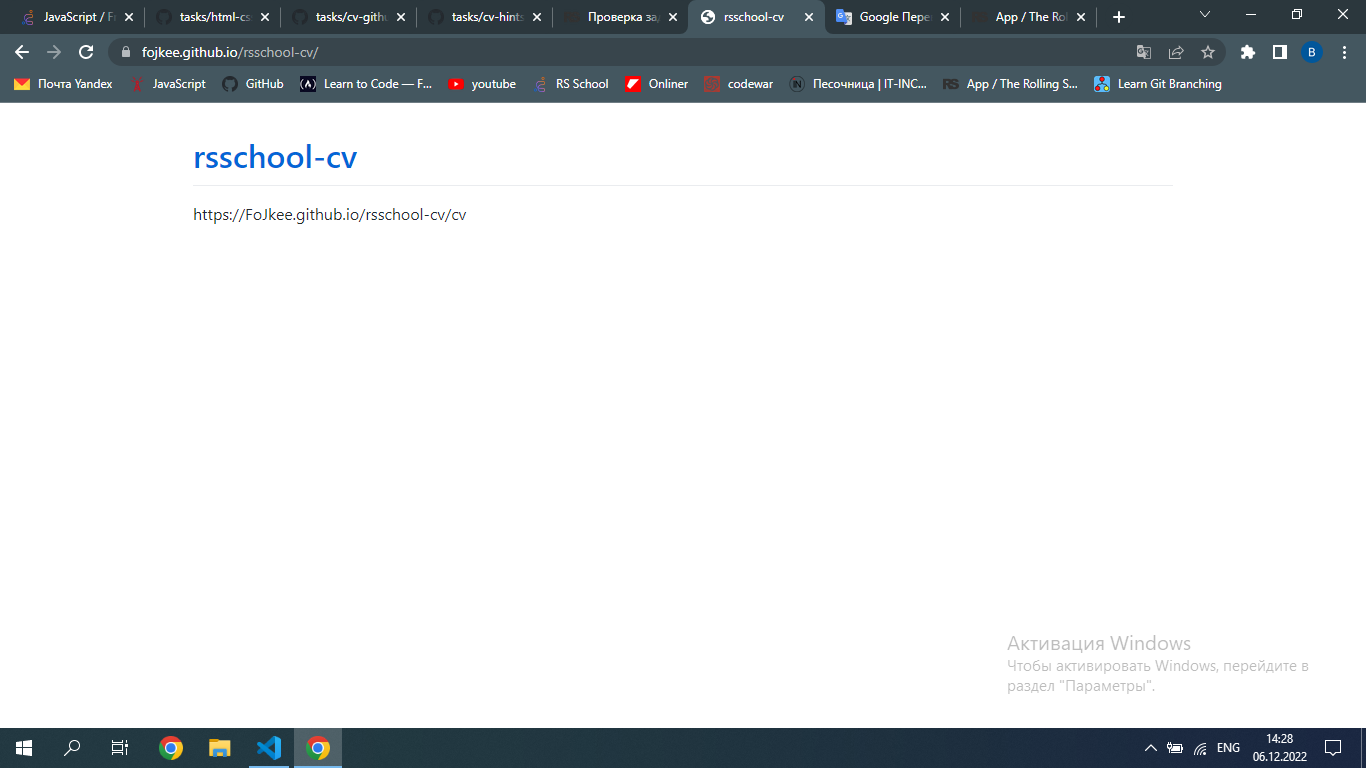 JavaScript / F
tasks/html-cs
tasks/cv-gith
tasks/cv-hints
Проверка за
rsschool-cv
Google Пере
App / The Rol
fojkee.github.io/rsschool-cv/
B
Почта Yandex
JavaScript
GitHub
Learn to Code — F...
youtube
RS School
Onliner
codewar
Песочница | IT-INC...
App / The Rolling S...
Learn Git Branching
rsschool-cv
https://FoJkee.github.io/rsschool-cv/cv
Активация Windows
Чтобы активировать Windows, перейдите в
раздел "Параметры".
ENG
14:28
06.12.2022